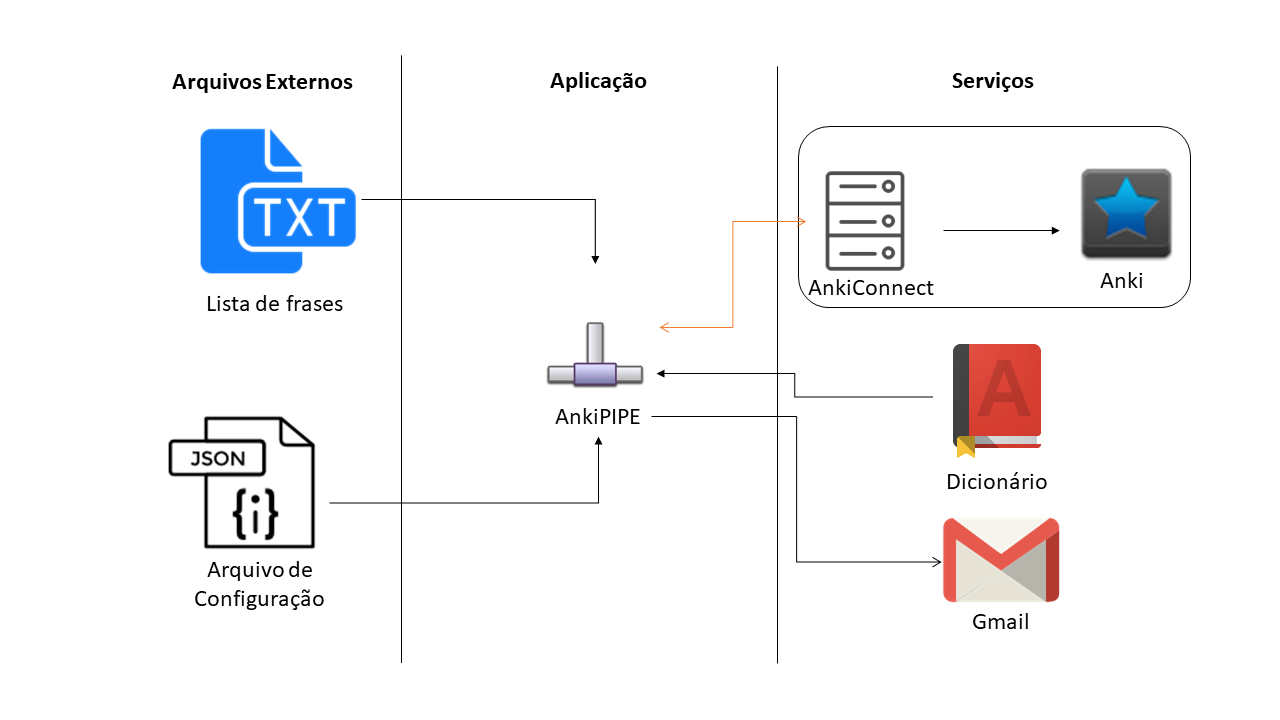 Arquivos Externos
Aplicação
Serviços
TXT
Lista de frases
AnkiConnect
Anki
AnkiPIPE
A
Dicionário
JSON
{i}
Arquivo de
Configuração
Gmail